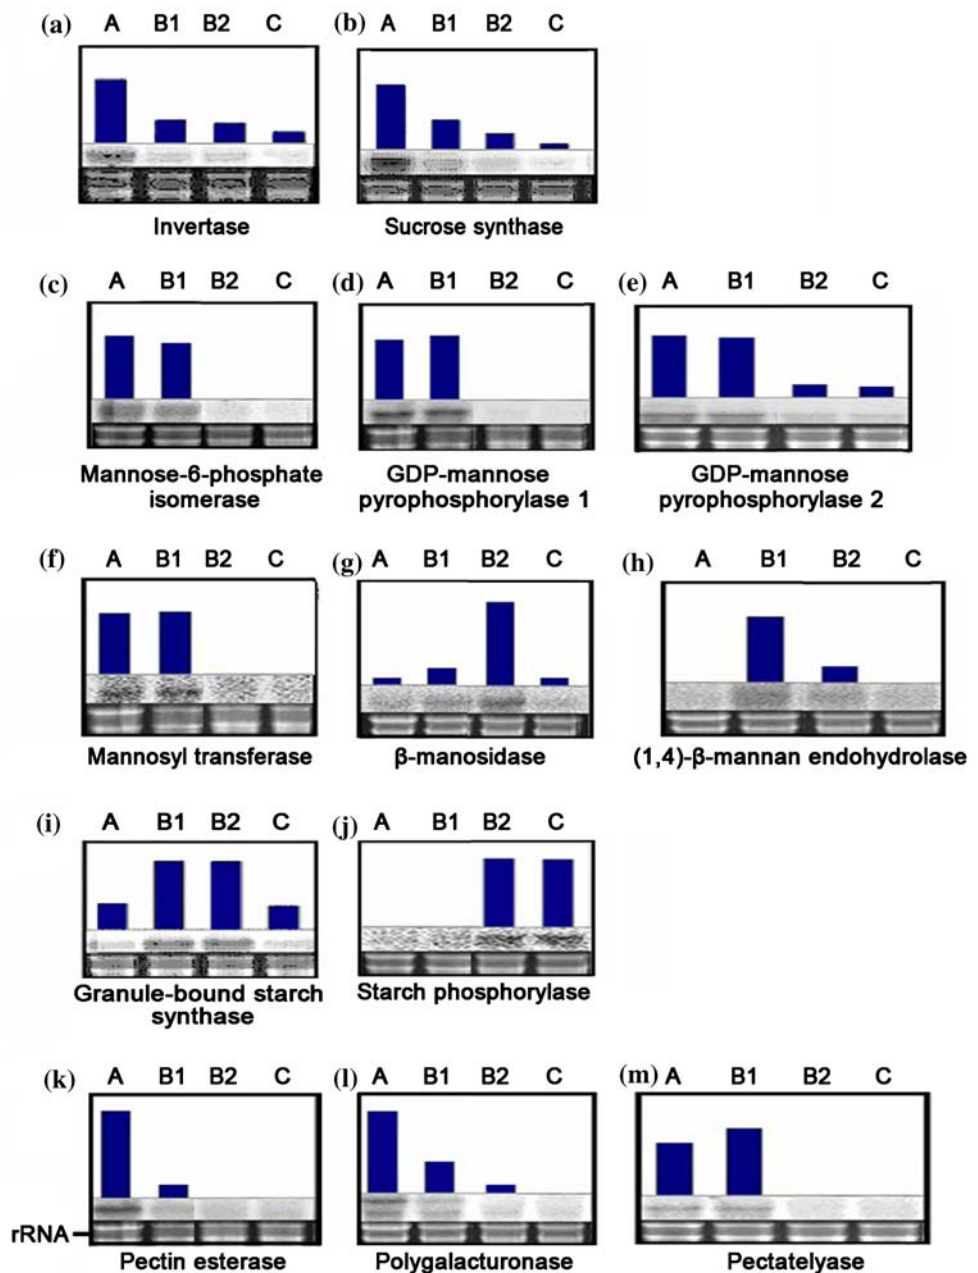 (a) A B1 B2 C (b) A B1 B2 C
Invertase Sucrose synthase
(c) A B1 B2 C (d) A B1 B2 C (e) A B1 B2 C
Mannose-6-phosphate
isomerase
GDP-mannose
pyrophosphorylase 1
GDP-mannose
pyrophosphorylase 2
(f) A B1 B2 C (g) A B1 B2 C (h) A B1 B2 C
Mannosyl transferase β-manosidase (1,4)-β-mannan endohydrolase
(i) A B1 B2 C (j) A B1 B2 C
Granule-bound starch
synthase
Starch phosphorylase
(k) A B1 B2 C (l) A B1 B2 C (m) A B1 B2 C
rRNA
Pectin esterase Polygalacturonase Pectatelyase